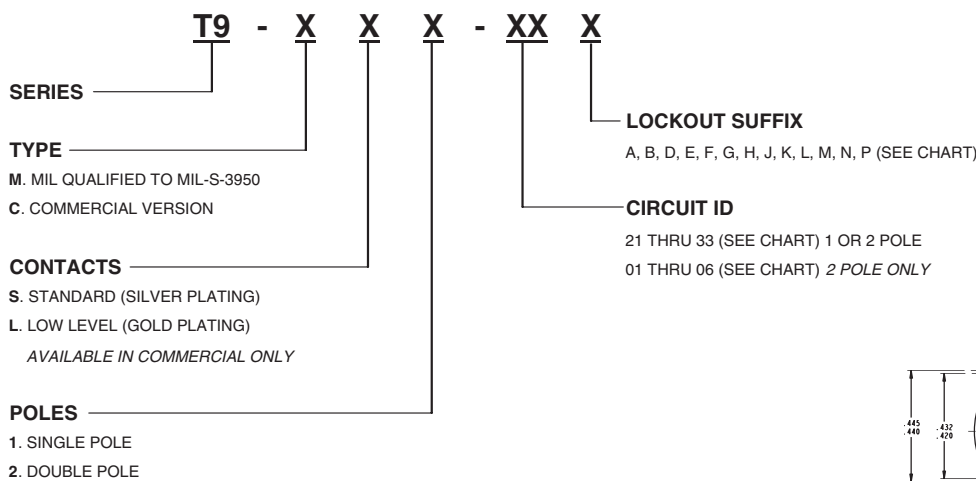 T9 - X X X - XX X
SERIES
TYPE
M. MIL QUALIFIED TO MIL-S-3950
C. COMMERCIAL VERSION
CONTACTS
S. STANDARD (SILVER PLATING)
L. LOW LEVEL (GOLD PLATING)
AVAILABLE IN COMMERCIAL ONLY
POLES
1. SINGLE POLE
2. DOUBLE POLE
LOCKOUT SUFFIX
A, B, D, E, F, G, H, J, K, L, M, N, P (SEE CHART)
CIRCUIT ID
21 THRU 33 (SEE CHART) 1 OR 2 POLE
01 THRU 06 (SEE CHART) 2 POLE ONLY
.445 .432
.440 .420